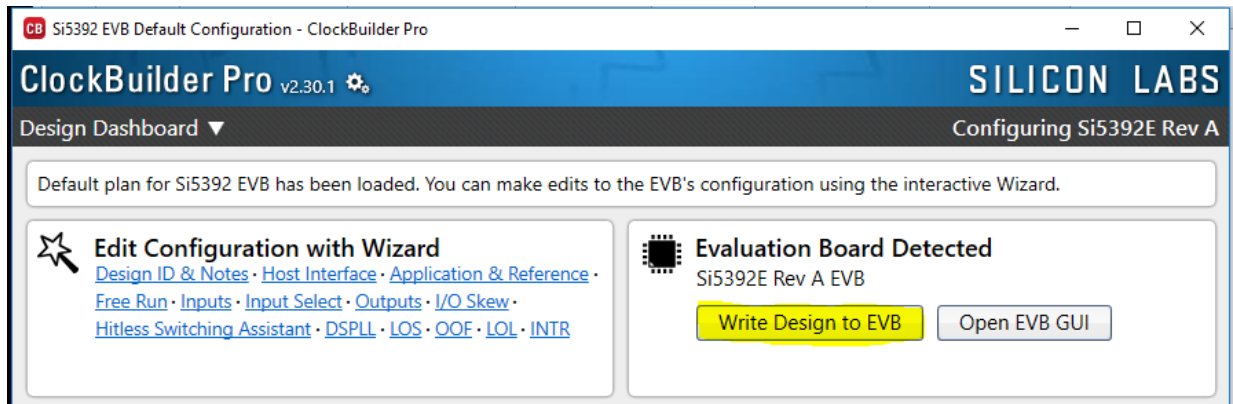 CB Si5392 EVB Default Configuration - ClockBuilder Pro
ClockBuilder Pro v2.30.1
SILICON LABS
Design Dashboard ▼
Configuring Si5392E Rev A
Default plan for Si5392 EVB has been loaded. You can make edits to the EVB's configuration using the interactive Wizard.
Edit Configuration with Wizard
Design ID & Notes · Host Interface · Application & Reference ·
Free Run · Inputs · Input Select · Outputs · I/O Skew ·
Hitless Switching Assistant · DSPLL · LOS · OOF · LOL · INTR
Evaluation Board Detected
Si5392E Rev A EVB
Write Design to EVB
Open EVB GUI